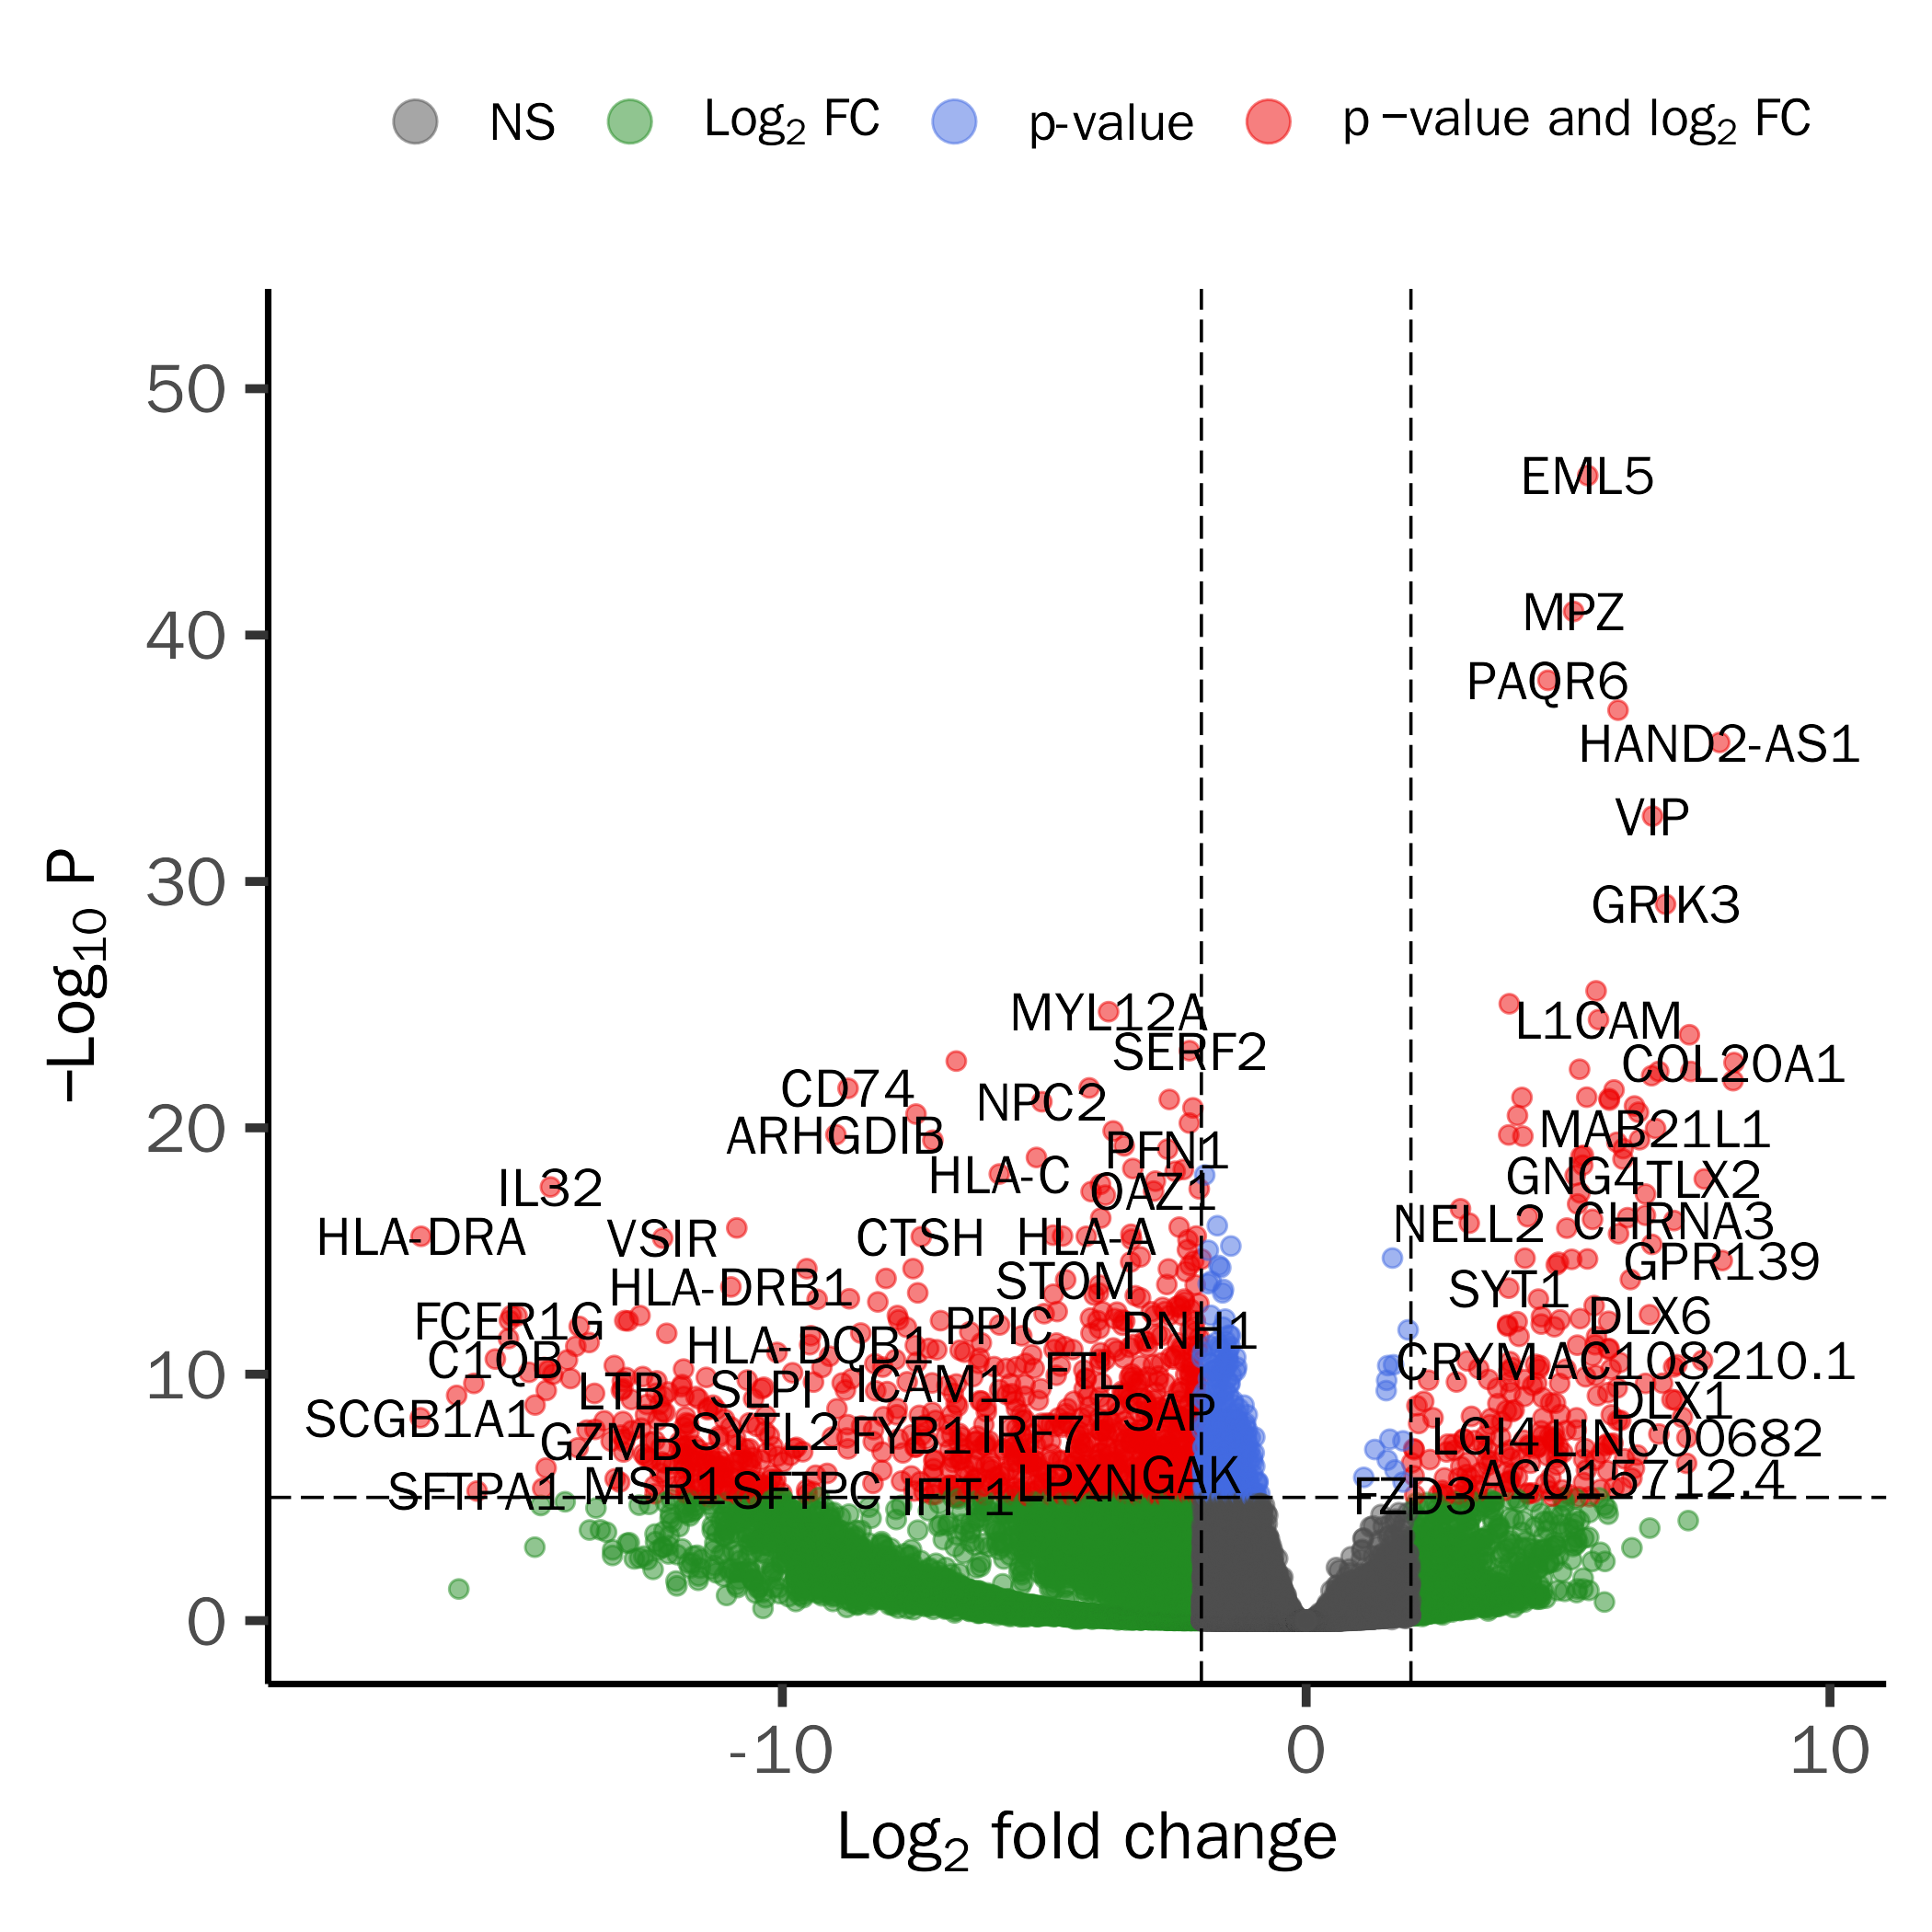 NS Log2 FC p-value p −value and log2 FC
50
EML5
40
MPZ
PAQR6
HAND2-AS1
VIP
30
GRIK3
−Log10 P
MYL12A L1CAM
SERF2 COL20A1
CD74 NPC2
20
ARHGDIB PFN1 MAB21L1
HLA-C GNG4 TLX2
IL32 OAZ1
HLA-DRA VSIR CTSH HLA-A NELL2 CHRNA3
GPR139
HLA-DRB1 STOM SYT1
FCER1G PPIC RNH1 DLX6
HLA-DQB1
10
C1QB FTL CRYM AC108210.1
LTB SLPI ICAM1 DLX1
SCGB1A1 PSAP
GZMB SYTL2 FYB1 IRF7 LGI4 LINC00682
SFTPA1 MSR1 SFTPC IFIT1 LPXN GAK FZD3 AC015712.4
0
-10 0 10
Log2 fold change